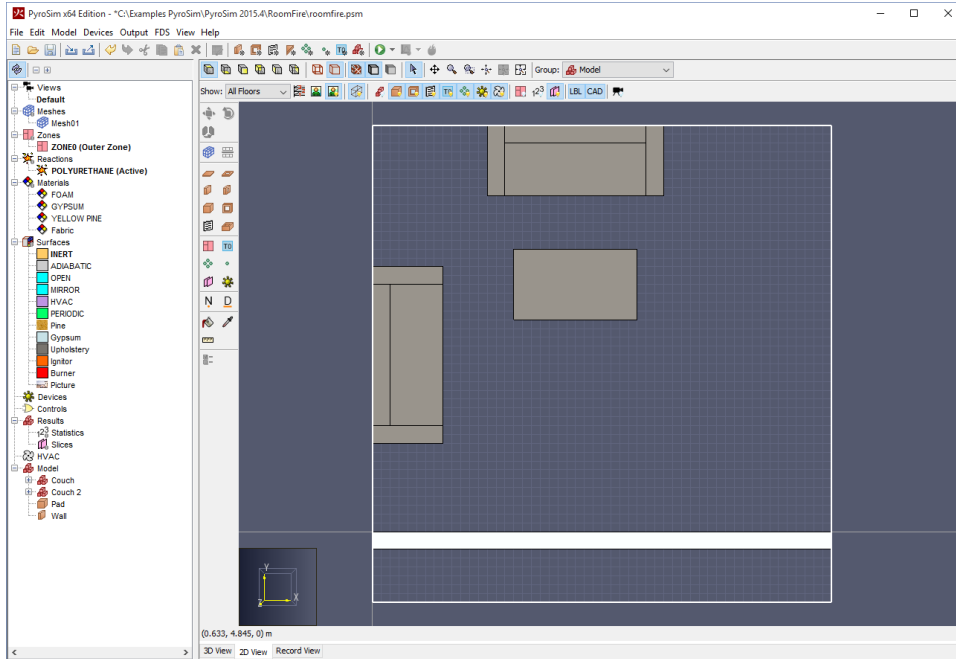 PyroSim x64 Edition - *C:\Examples PyroSim\PyroSim 2015.4\RoomFire\roomfire.psm
File Edit Model Devices Output FDS View Help
Group: Model
Show: All Floors
LBL CAD
Views
Default
Meshes
Mesh01
Zones
ZONE0 (Outer Zone)
Reactions
POLYURETHANE (Active)
Materials
FOAM
GYPSUM
YELLOW PINE
Fabric
Surfaces
INERT
ADIABATIC
OPEN
MIRROR
HVAC
PERIODIC
Pine
Gypsum
Upholstery
Ignitor
Burner
Picture
Devices
Controls
Results
Statistics
Slices
HVAC
Model
Couch
Couch 2
Pad
Wall
T0
N D
Y
X
Z
(0.633, 4.845, 0) m
3D View 2D View Record View